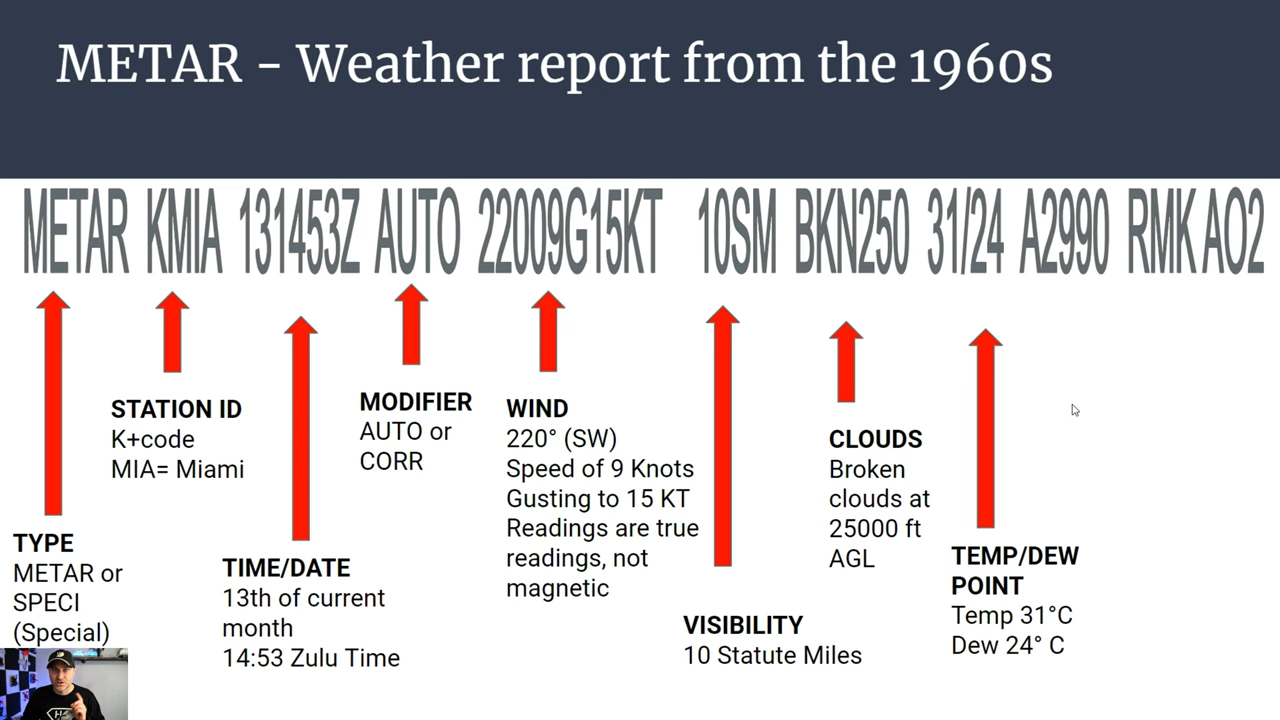 METAR - Weather report from the 1960s
METAR KMIA 131453Z AUTO 22009G15KT 10SM BKN250 31/24 A2990 RMK AO2
TYPE
METAR or
SPECI
(Special)
STATION ID
K+code
MIA= Miami
TIME/DATE
13th of current
month
14:53 Zulu Time
MODIFIER
AUTO or
CORR
WIND
220° (SW)
Speed of 9 Knots
Gusting to 15 KT
Readings are true
readings, not
magnetic
VISIBILITY
10 Statute Miles
CLOUDS
Broken
clouds at
25000 ft
AGL
TEMP/DEW
POINT
Temp 31°C
Dew 24° C